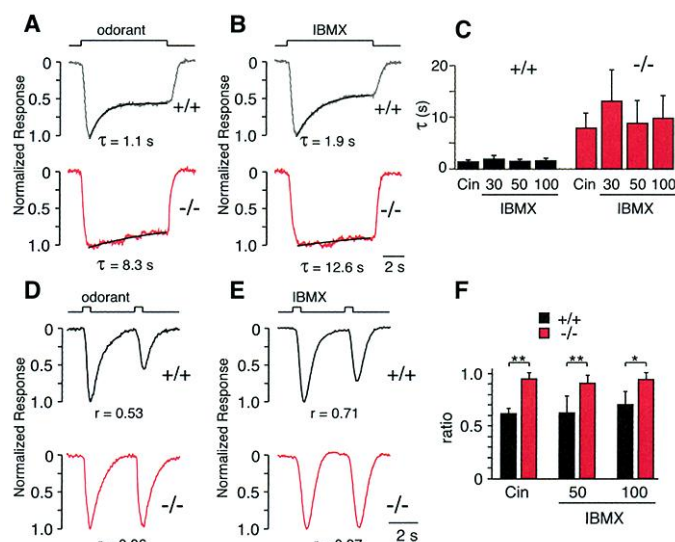 A
odorant
0
0.5
1.0
+/+
τ = 1.1 s
0
0.5
1.0
-/-
τ = 8.3 s
Normalized Response
B
IBMX
0
0.5
1.0
+/+
τ = 1.9 s
0
0.5
1.0
-/-
τ = 12.6 s
2 s
Normalized Response
C
+/+
-/-
20
10
0
τ (s)
Cin 30 50 100 Cin 30 50 100
IBMX IBMX
D
odorant
0
0.5
1.0
+/+
r = 0.53
0
0.5
1.0
-/-
Normalized Response
E
IBMX
0
0.5
1.0
+/+
r = 0.71
0
0.5
1.0
-/-
2 s
Normalized Response
F
+/+
-/-
** ** *
1.0
0.5
0
ratio
Cin 50 100
IBMX